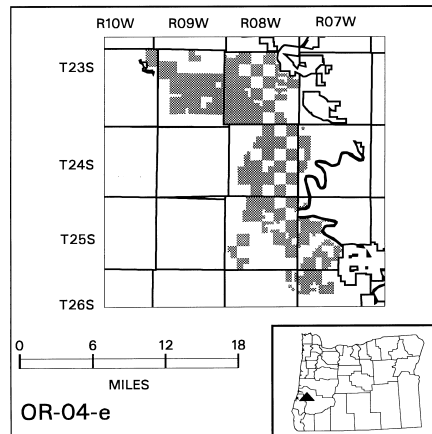 R10W R09W R08W R07W
T23S
T24S
T25S
T26S
0 6 12 18
MILES
OR-04-e